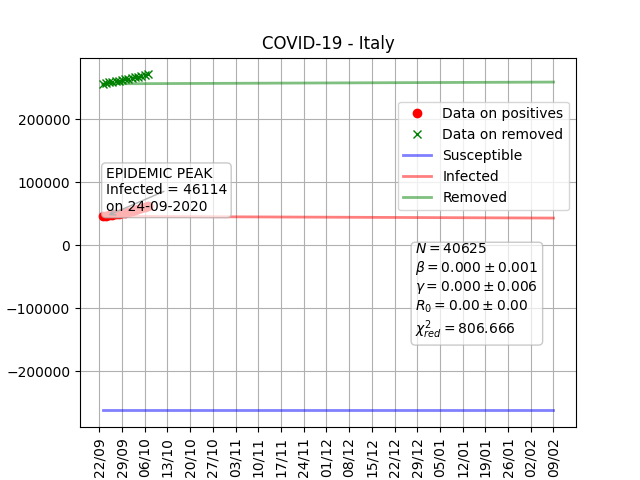 COVID-19 - Italy
200000
100000
0
−100000
−200000
Data on positives
Data on removed
Susceptible
Infected
Removed
EPIDEMIC PEAK
Infected = 46114
on 24-09-2020
N = 40625
β = 0.000 ± 0.001
γ = 0.000 ± 0.006
R₀ = 0.00 ± 0.00
χ²_red = 806.666
22/09
29/09
06/10
13/10
20/10
27/10
03/11
10/11
17/11
24/11
01/12
08/12
15/12
22/12
29/12
05/01
12/01
19/01
26/01
02/02
09/02